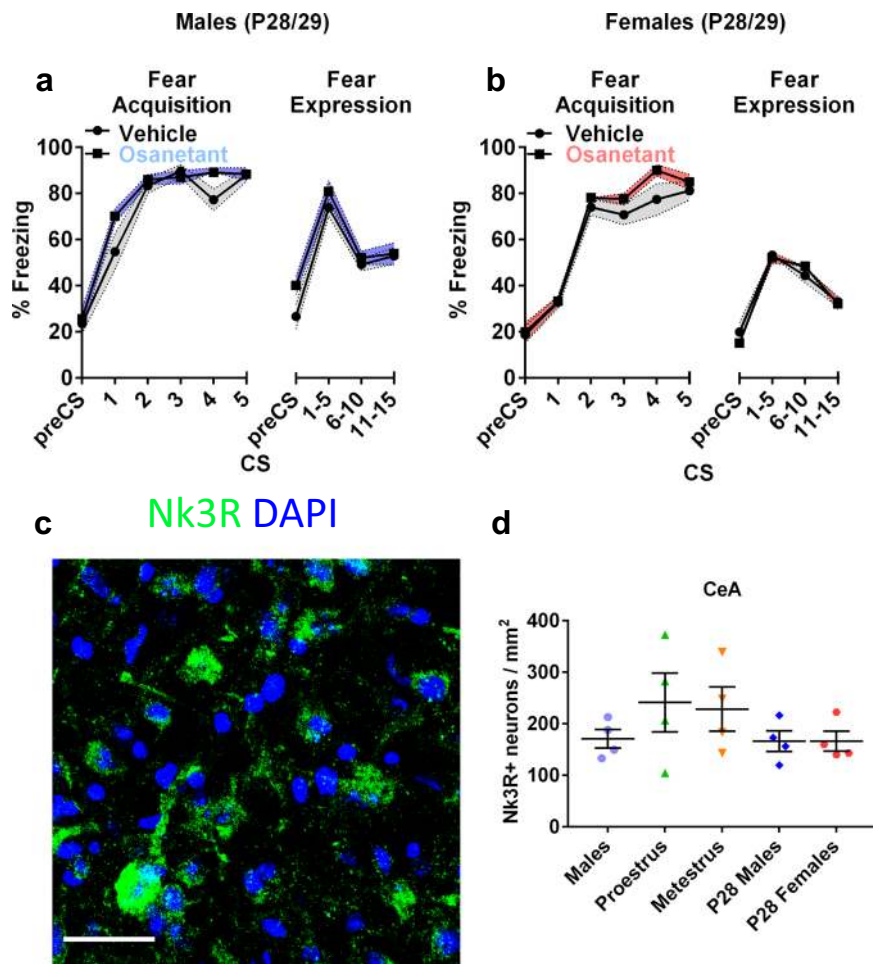 Males (P28/29)
Females (P28/29)
a
Fear
Acquisition
Fear
Expression
Vehicle
Osanetant
% Freezing
100
80
60
40
20
0
preCS
1
2
3
4
5
preCS
1-5
6-10
11-15
CS
b
Fear
Acquisition
Fear
Expression
Vehicle
Osanetant
% Freezing
100
80
60
40
20
0
preCS
1
2
3
4
5
preCS
1-5
6-10
11-15
CS
c
Nk3R DAPI
d
CeA
Nk3R+ neurons / mm²
400
300
200
100
0
Males
Proestrus
Metestrus
P28 Males
P28 Females